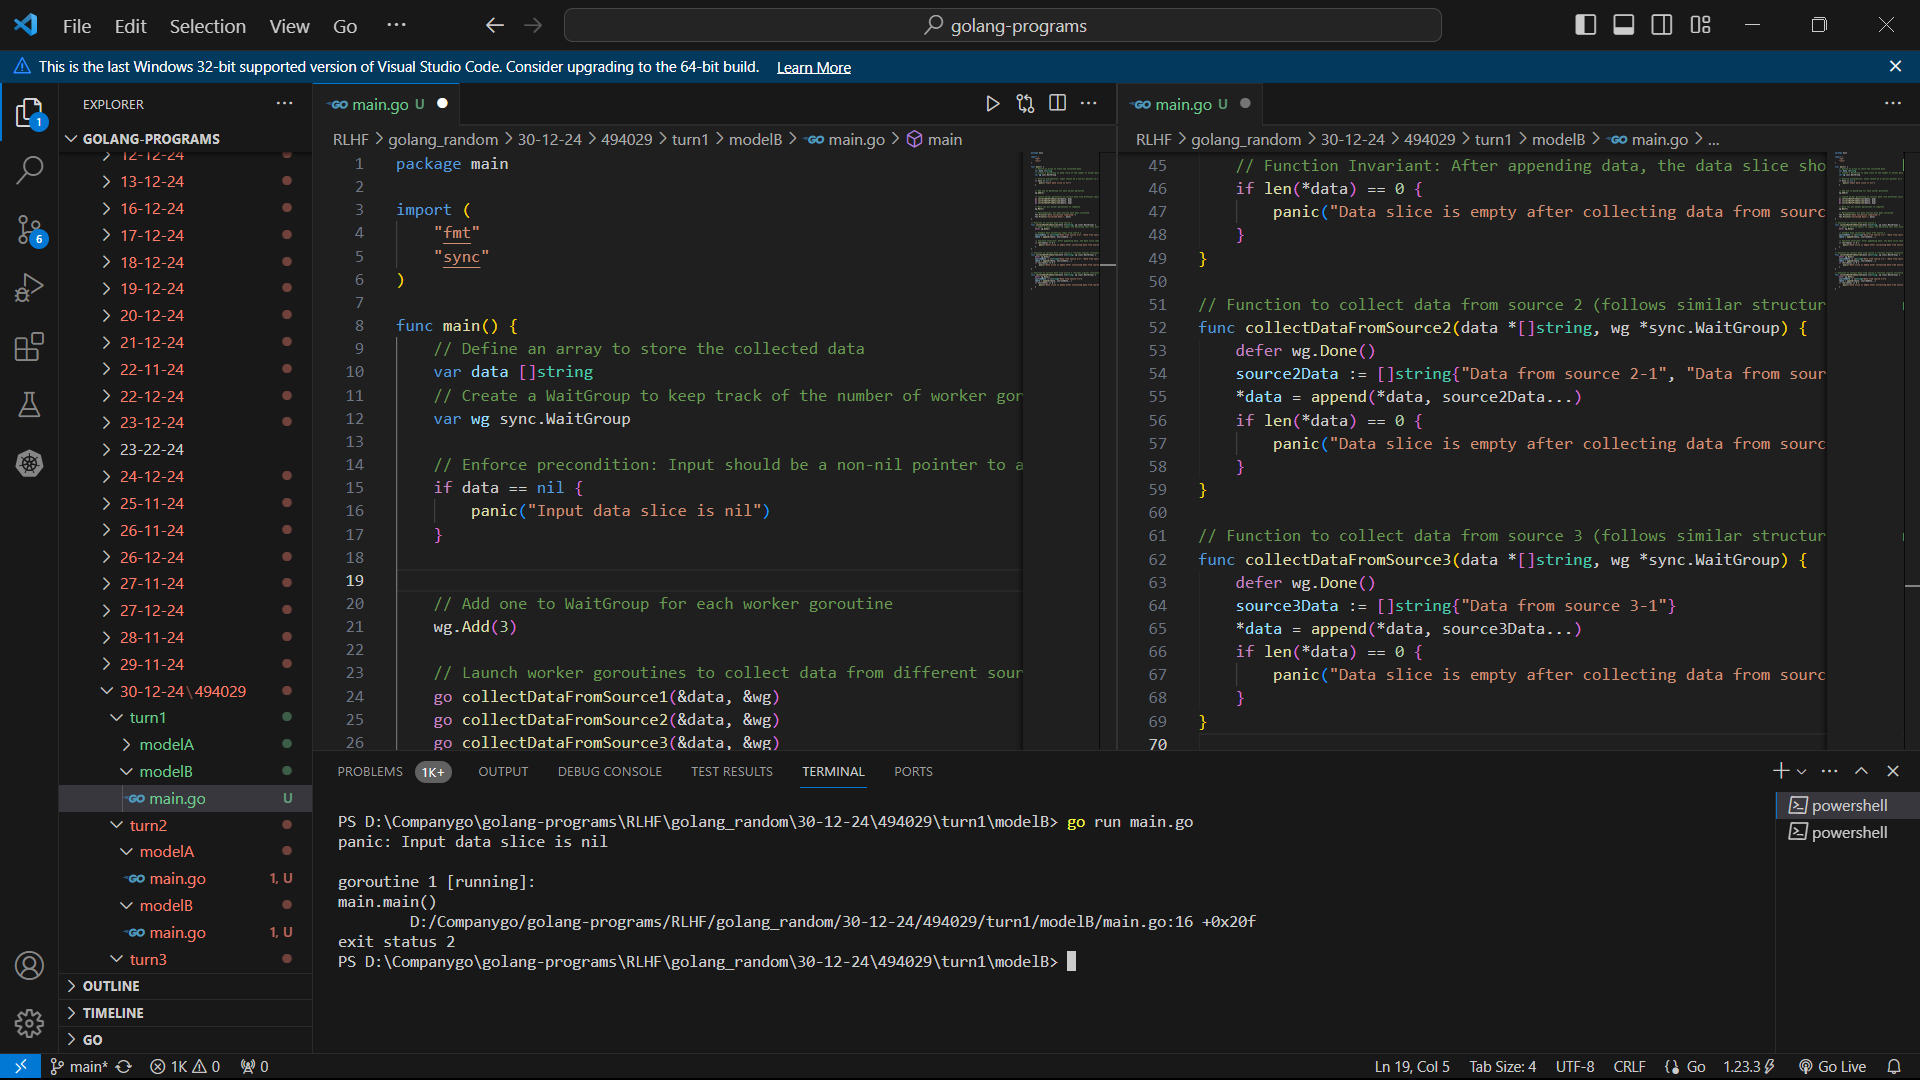 File Edit Selection View Go ··· golang-programs
This is the last Windows 32-bit supported version of Visual Studio Code. Consider upgrading to the 64-bit build. Learn More
EXPLORER
GOLANG-PROGRAMS
12-12-24
13-12-24
16-12-24
17-12-24
18-12-24
19-12-24
20-12-24
21-12-24
22-11-24
22-12-24
23-12-24
23-22-24
24-12-24
25-11-24
26-11-24
26-12-24
27-11-24
27-12-24
28-11-24
29-11-24
30-12-24\494029
turn1
modelA
modelB
main.go U
turn2
modelA
main.go 1, U
modelB
main.go 1, U
turn3
OUTLINE
TIMELINE
GO
1
6
main.go U
RLHF > golang_random > 30-12-24 > 494029 > turn1 > modelB > main.go > main
1 package main
2
3 import (
4 "fmt"
5 "sync"
6 )
7
8 func main() {
9 // Define an array to store the collected data
10 var data []string
11 // Create a WaitGroup to keep track of the number of worker gor
12 var wg sync.WaitGroup
13
14 // Enforce precondition: Input should be a non-nil pointer to a
15 if data == nil {
16 panic("Input data slice is nil")
17 }
18
19
20 // Add one to WaitGroup for each worker goroutine
21 wg.Add(3)
22
23 // Launch worker goroutines to collect data from different sour
24 go collectDataFromSource1(&data, &wg)
25 go collectDataFromSource2(&data, &wg)
26 go collectDataFromSource3(&data, &wg)
main.go U
RLHF > golang_random > 30-12-24 > 494029 > turn1 > modelB > main.go > ...
45 // Function Invariant: After appending data, the data slice sho
46 if len(*data) == 0 {
47 panic("Data slice is empty after collecting data from sourc
48 }
49 }
50
51 // Function to collect data from source 2 (follows similar structur
52 func collectDataFromSource2(data *[]string, wg *sync.WaitGroup) {
53 defer wg.Done()
54 source2Data := []string{"Data from source 2-1", "Data from sour
55 *data = append(*data, source2Data...)
56 if len(*data) == 0 {
57 panic("Data slice is empty after collecting data from sourc
58 }
59 }
60
61 // Function to collect data from source 3 (follows similar structur
62 func collectDataFromSource3(data *[]string, wg *sync.WaitGroup) {
63 defer wg.Done()
64 source3Data := []string{"Data from source 3-1"}
65 *data = append(*data, source3Data...)
66 if len(*data) == 0 {
67 panic("Data slice is empty after collecting data from sourc
68 }
69 }
70
PROBLEMS 1K+ OUTPUT DEBUG CONSOLE TEST RESULTS TERMINAL PORTS
PS D:\Companygo\golang-programs\RLHF\golang_random\30-12-24\494029\turn1\modelB> go run main.go
panic: Input data slice is nil
goroutine 1 [running]:
main.main()
D:/Companygo/golang-programs/RLHF/golang_random/30-12-24/494029/turn1/modelB/main.go:16 +0x20f
exit status 2
PS D:\Companygo\golang-programs\RLHF\golang_random\30-12-24\494029\turn1\modelB>
powershell
powershell
main* 1K 0 0 Ln 19, Col 5 Tab Size: 4 UTF-8 CRLF Go 1.23.3 Go Live